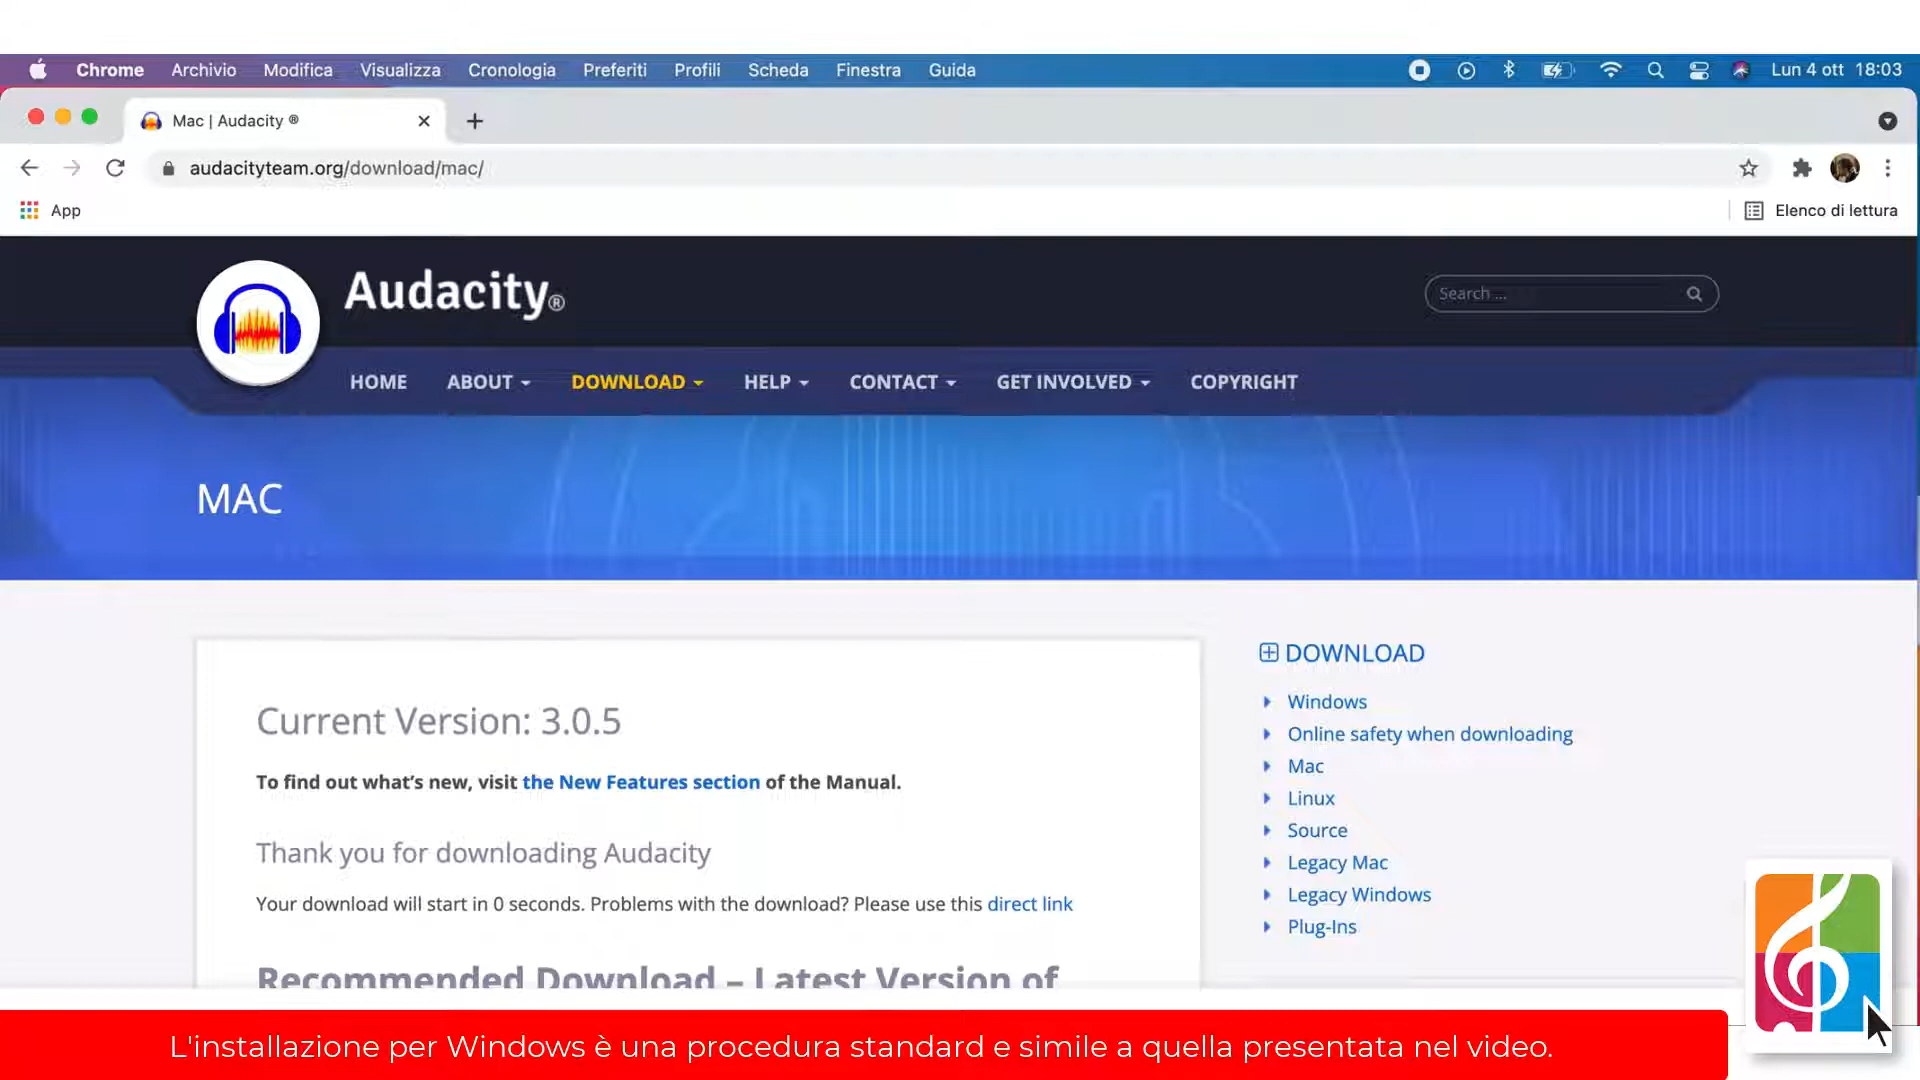 Chrome Archivio Modifica Visualizza Cronologia Preferiti Profili Scheda Finestra Guida Lun 4 ott 18:03
Mac | Audacity ®
audacityteam.org/download/mac/
App Elenco di lettura
Audacity®
Search ...
HOME ABOUT DOWNLOAD HELP CONTACT GET INVOLVED COPYRIGHT
MAC
Current Version: 3.0.5
To find out what's new, visit the New Features section of the Manual.
Thank you for downloading Audacity
Your download will start in 0 seconds. Problems with the download? Please use this direct link
Recommended Download – Latest Version of
DOWNLOAD
Windows
Online safety when downloading
Mac
Linux
Source
Legacy Mac
Legacy Windows
Plug-Ins
L'installazione per Windows è una procedura standard e simile a quella presentata nel video.